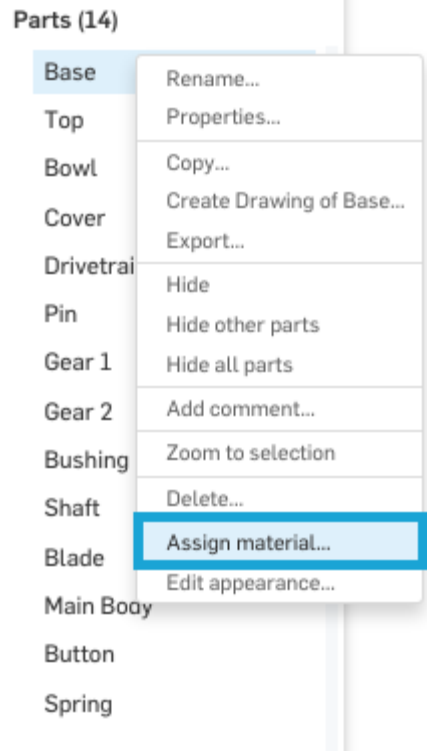 Parts (14)
Base
Top
Bowl
Cover
Drivetrai
Pin
Gear 1
Gear 2
Bushing
Shaft
Blade
Main Body
Button
Spring
Rename...
Properties...
Copy...
Create Drawing of Base...
Export...
Hide
Hide other parts
Hide all parts
Add comment...
Zoom to selection
Delete...
Assign material...
Edit appearance...